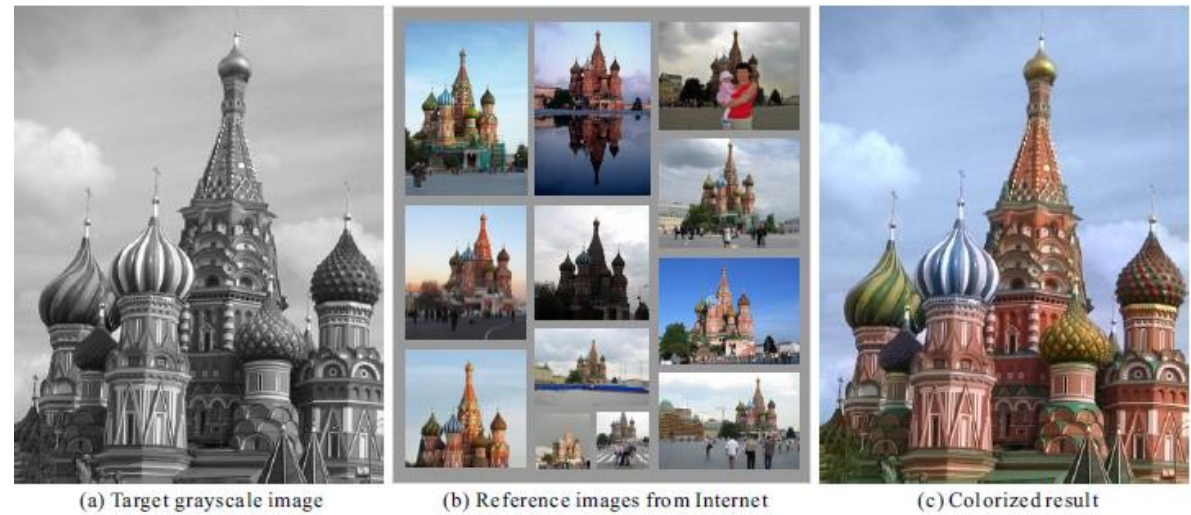 (a) Target grayscale image
(b) Reference images from Internet
(c) Colorized result